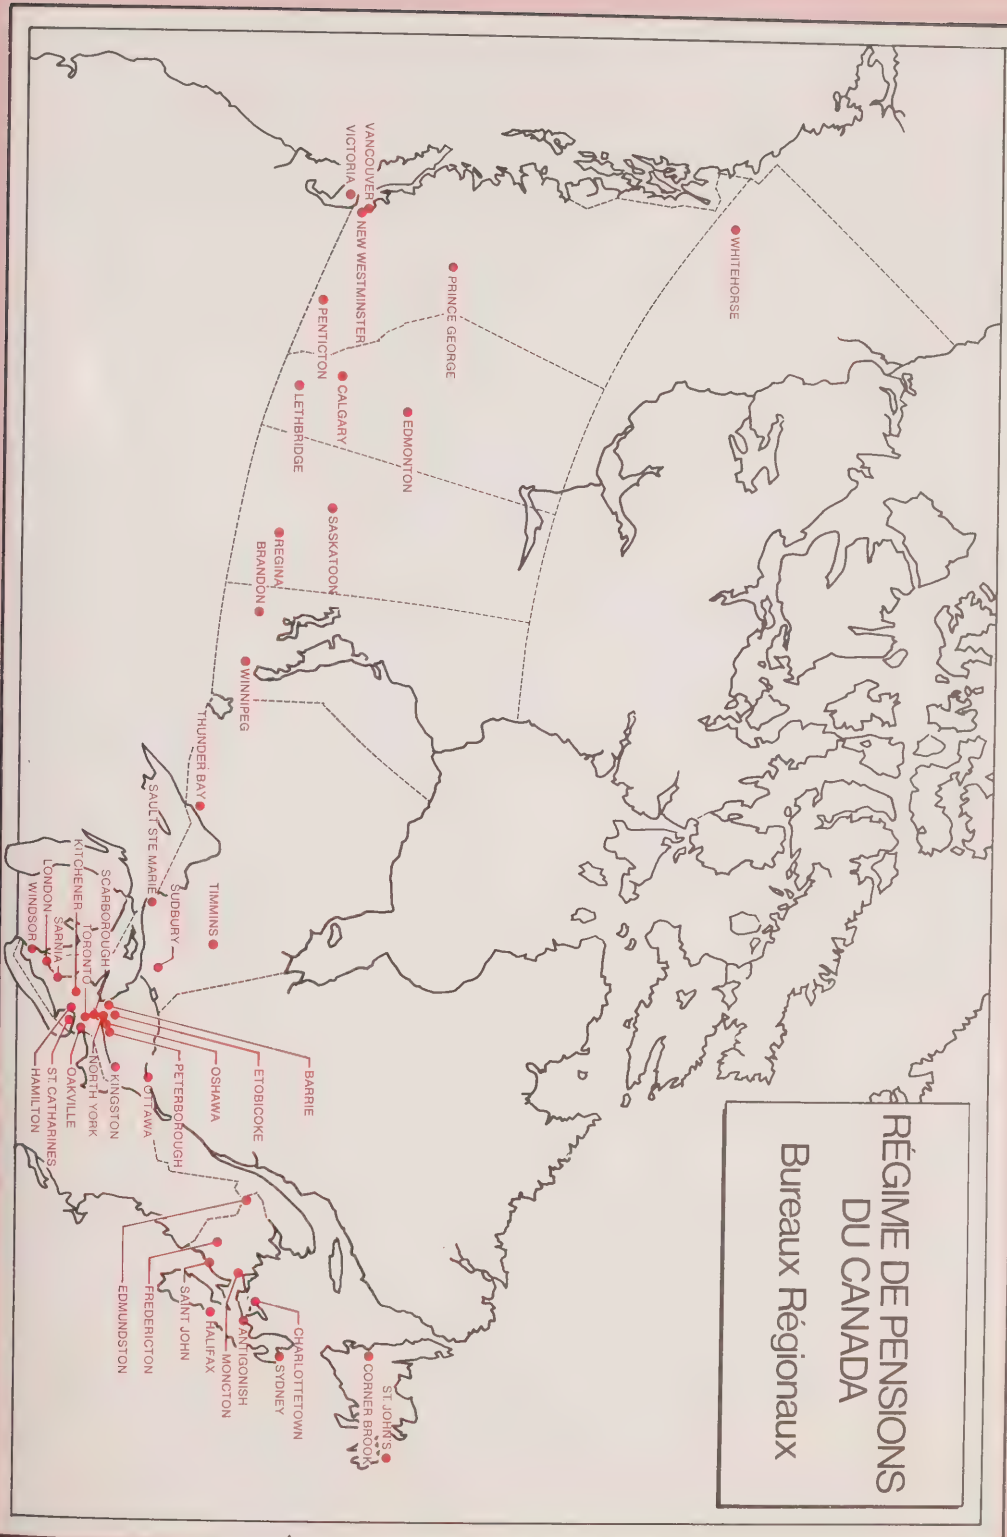 RÉGIME DE PENSIONS
DU CANADA
Bureaux Régionaux
WHITEHORSE
PRINCE GEORGE
VANCOUVER
VICTORIA
NEW WESTMINSTER
PENTICTON
EDMONTON
CALGARY
LETHBRIDGE
SASKATOON
REGINA
BRANDON
WINNIPEG
THUNDER BAY
SAULT STE MARIE
SUDBURY
TIMMINS
SCARBOROUGH
TORONTO
KITCHENER
SARNIA
LONDON
WINDSOR
BARRIE
ETOBICOKE
OSHAWA
PETERBOROUGH
OTTAWA
KINGSTON
NORTH YORK
OAKVILLE
ST. CATHARINES
HAMILTON
ST. JOHN'S
CORNER BROOK
CHARLOTTETOWN
SYDNEY
ANTIGONISH
MONCTON
HALIFAX
SAINT JOHN
FREDERICTON
EDMUNDSTON